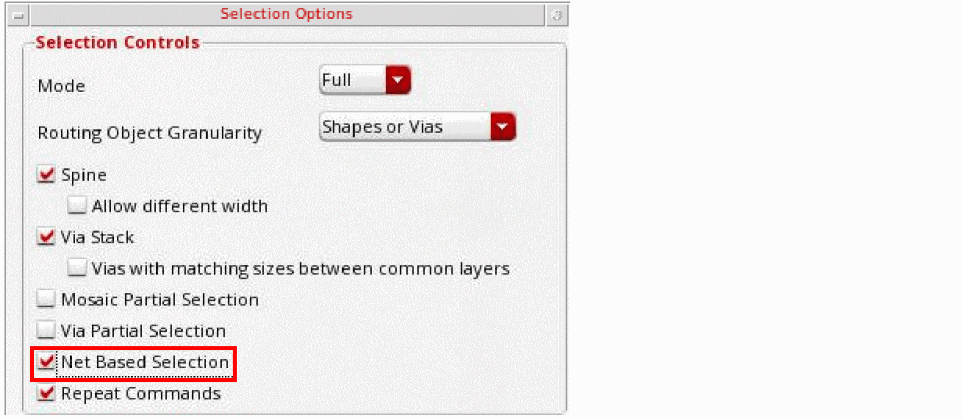 Selection Options
Selection Controls
Mode Full
Routing Object Granularity Shapes or Vias
Spine
Allow different width
Via Stack
Vias with matching sizes between common layers
Mosaic Partial Selection
Via Partial Selection
Net Based Selection
Repeat Commands